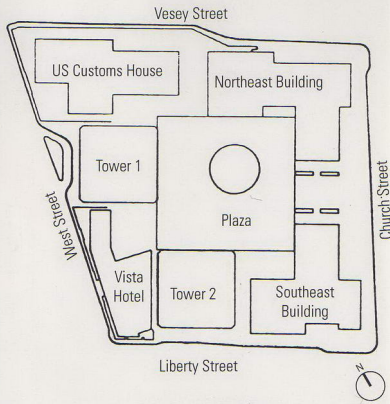 Vesey Street
US Customs House
Northeast Building
Tower 1
Plaza
Church Street
West Street
Vista
Hotel
Tower 2
Southeast
Building
Liberty Street
N